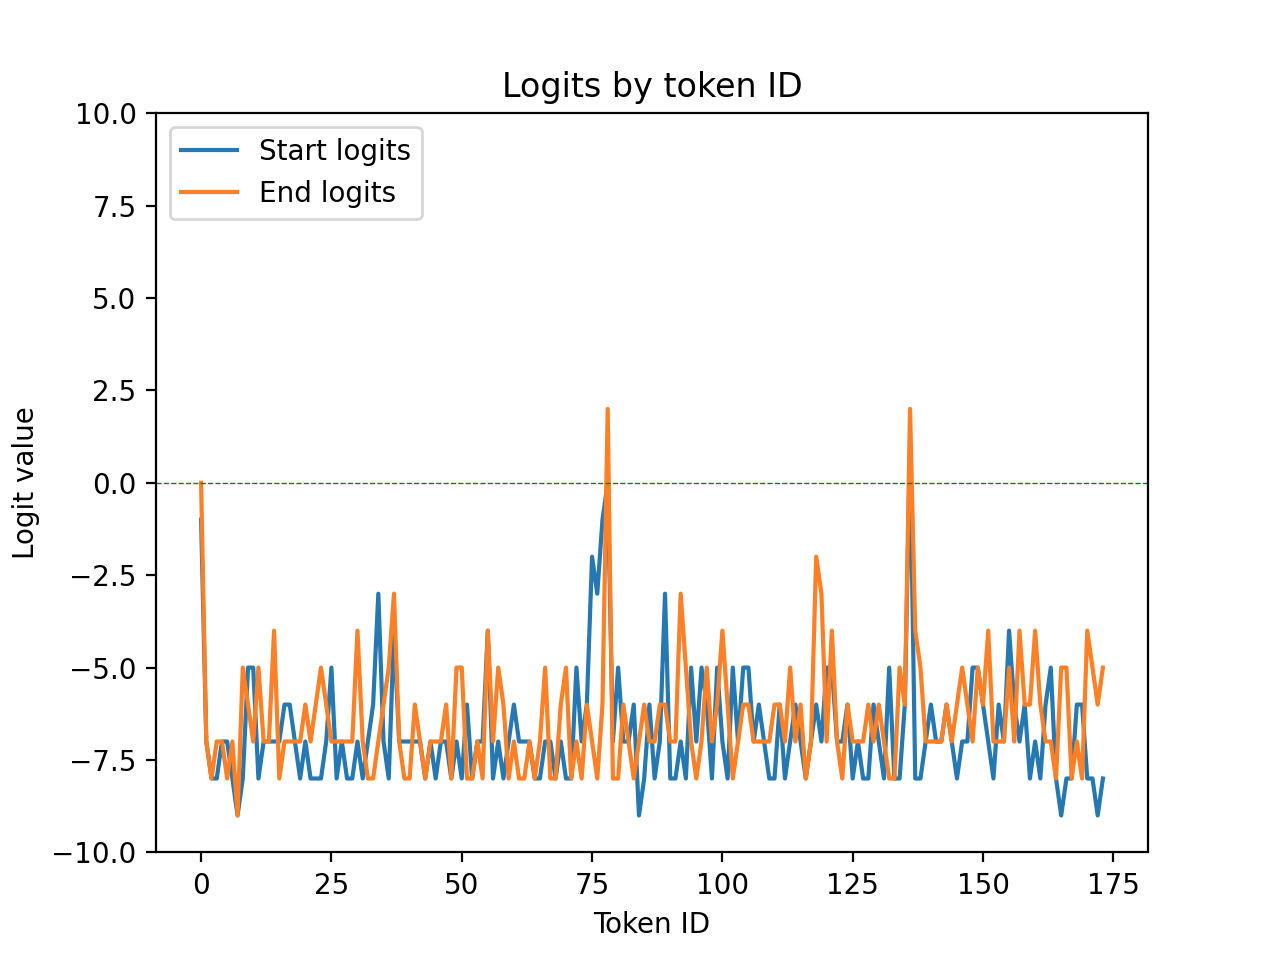 Logits by token ID
Start logits
End logits
10.0
7.5
5.0
2.5
0.0
−2.5
−5.0
−7.5
−10.0
Logit value
0 25 50 75 100 125 150 175
Token ID